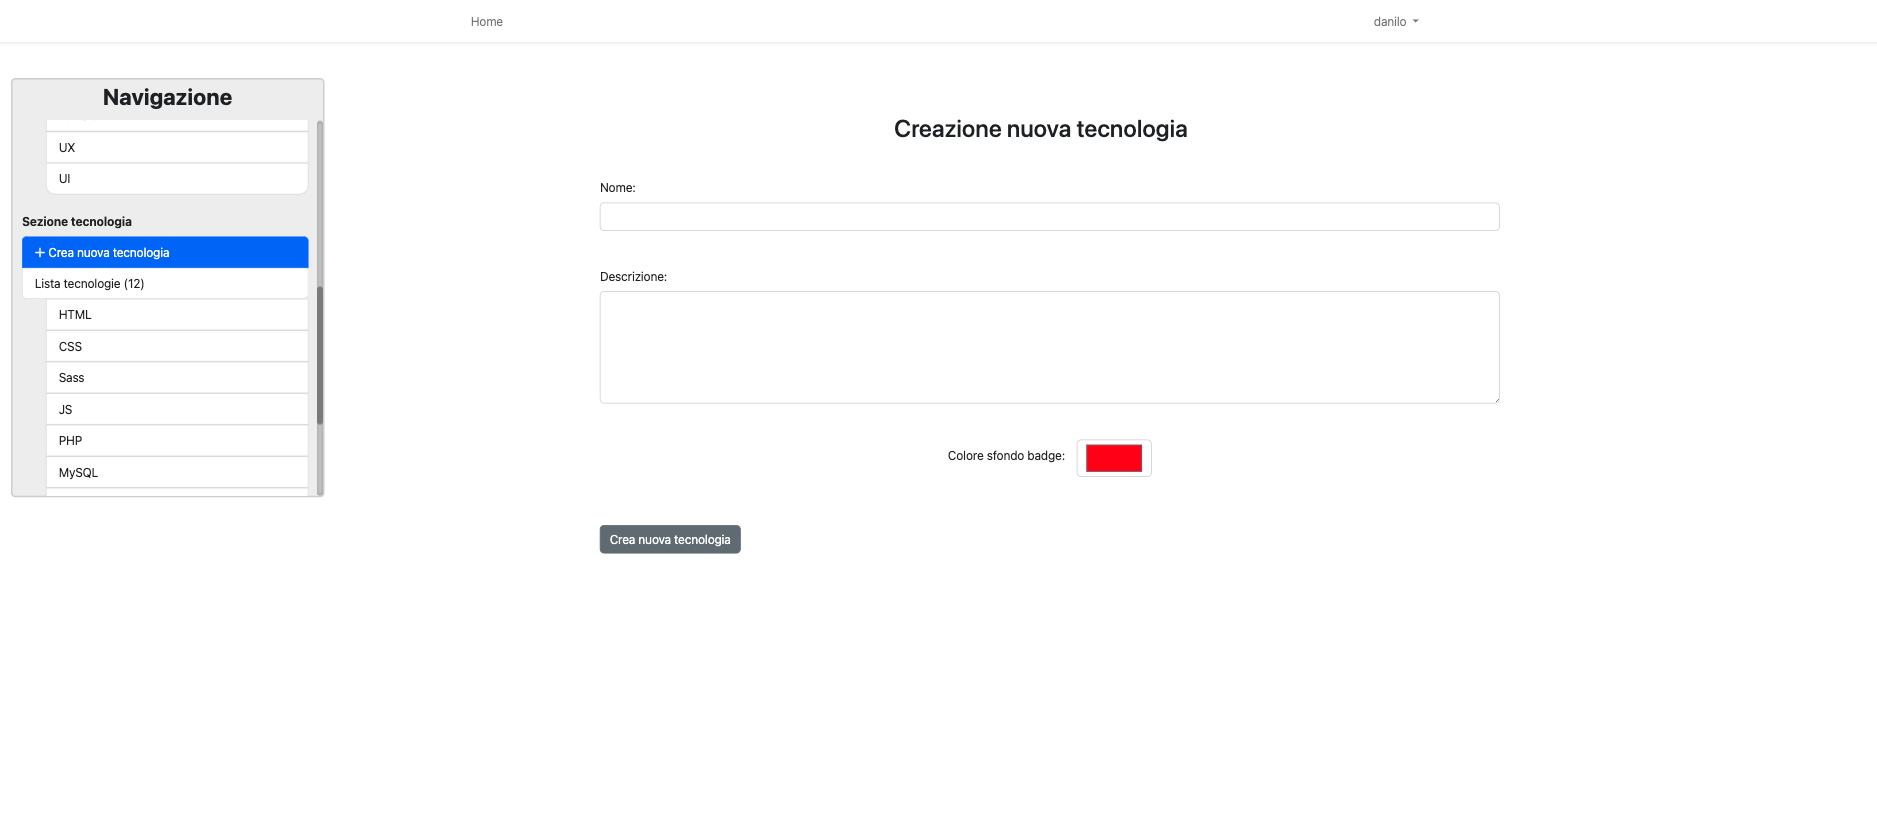 Home
danilo
Navigazione
UX
UI
Sezione tecnologia
+ Crea nuova tecnologia
Lista tecnologie (12)
HTML
CSS
Sass
JS
PHP
MySQL
Creazione nuova tecnologia
Nome:
Descrizione:
Colore sfondo badge:
Crea nuova tecnologia